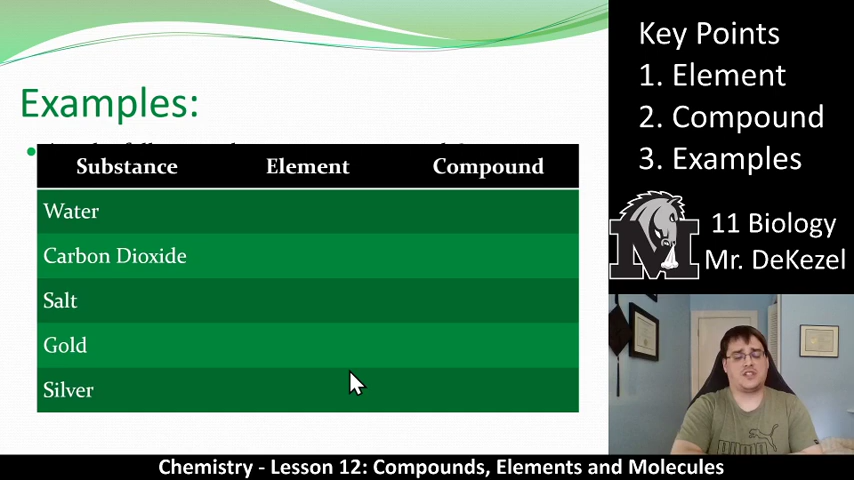 Examples:
Substance Element Compound
Water
Carbon Dioxide
Salt
Gold
Silver
Key Points
1. Element
2. Compound
3. Examples
M
11 Biology
Mr. DeKezel
PUMA
Chemistry - Lesson 12: Compounds, Elements and Molecules